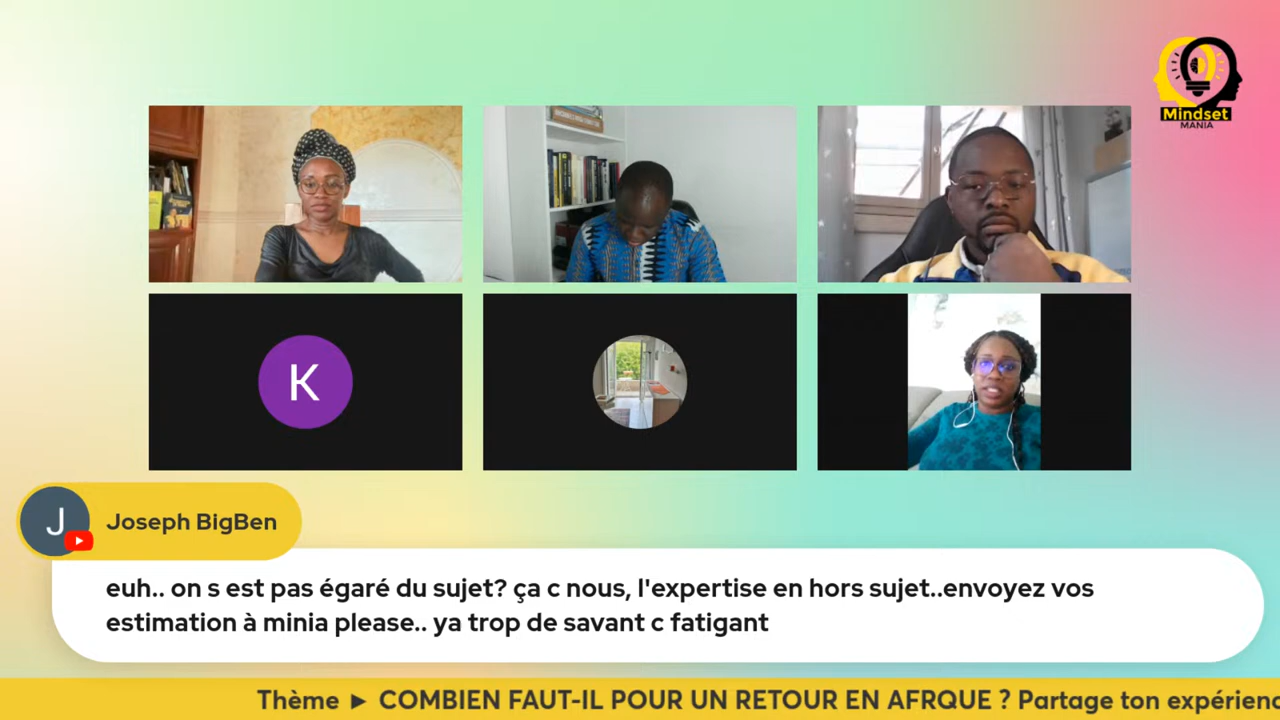 Mindset
MANIA
K
J
Joseph BigBen
euh.. on s est pas égaré du sujet? ça c nous, l'expertise en hors sujet..envoyez vos
estimation à minia please.. ya trop de savant c fatigant
Thème ► COMBIEN FAUT-IL POUR UN RETOUR EN AFRQUE ? Partage ton expérienc